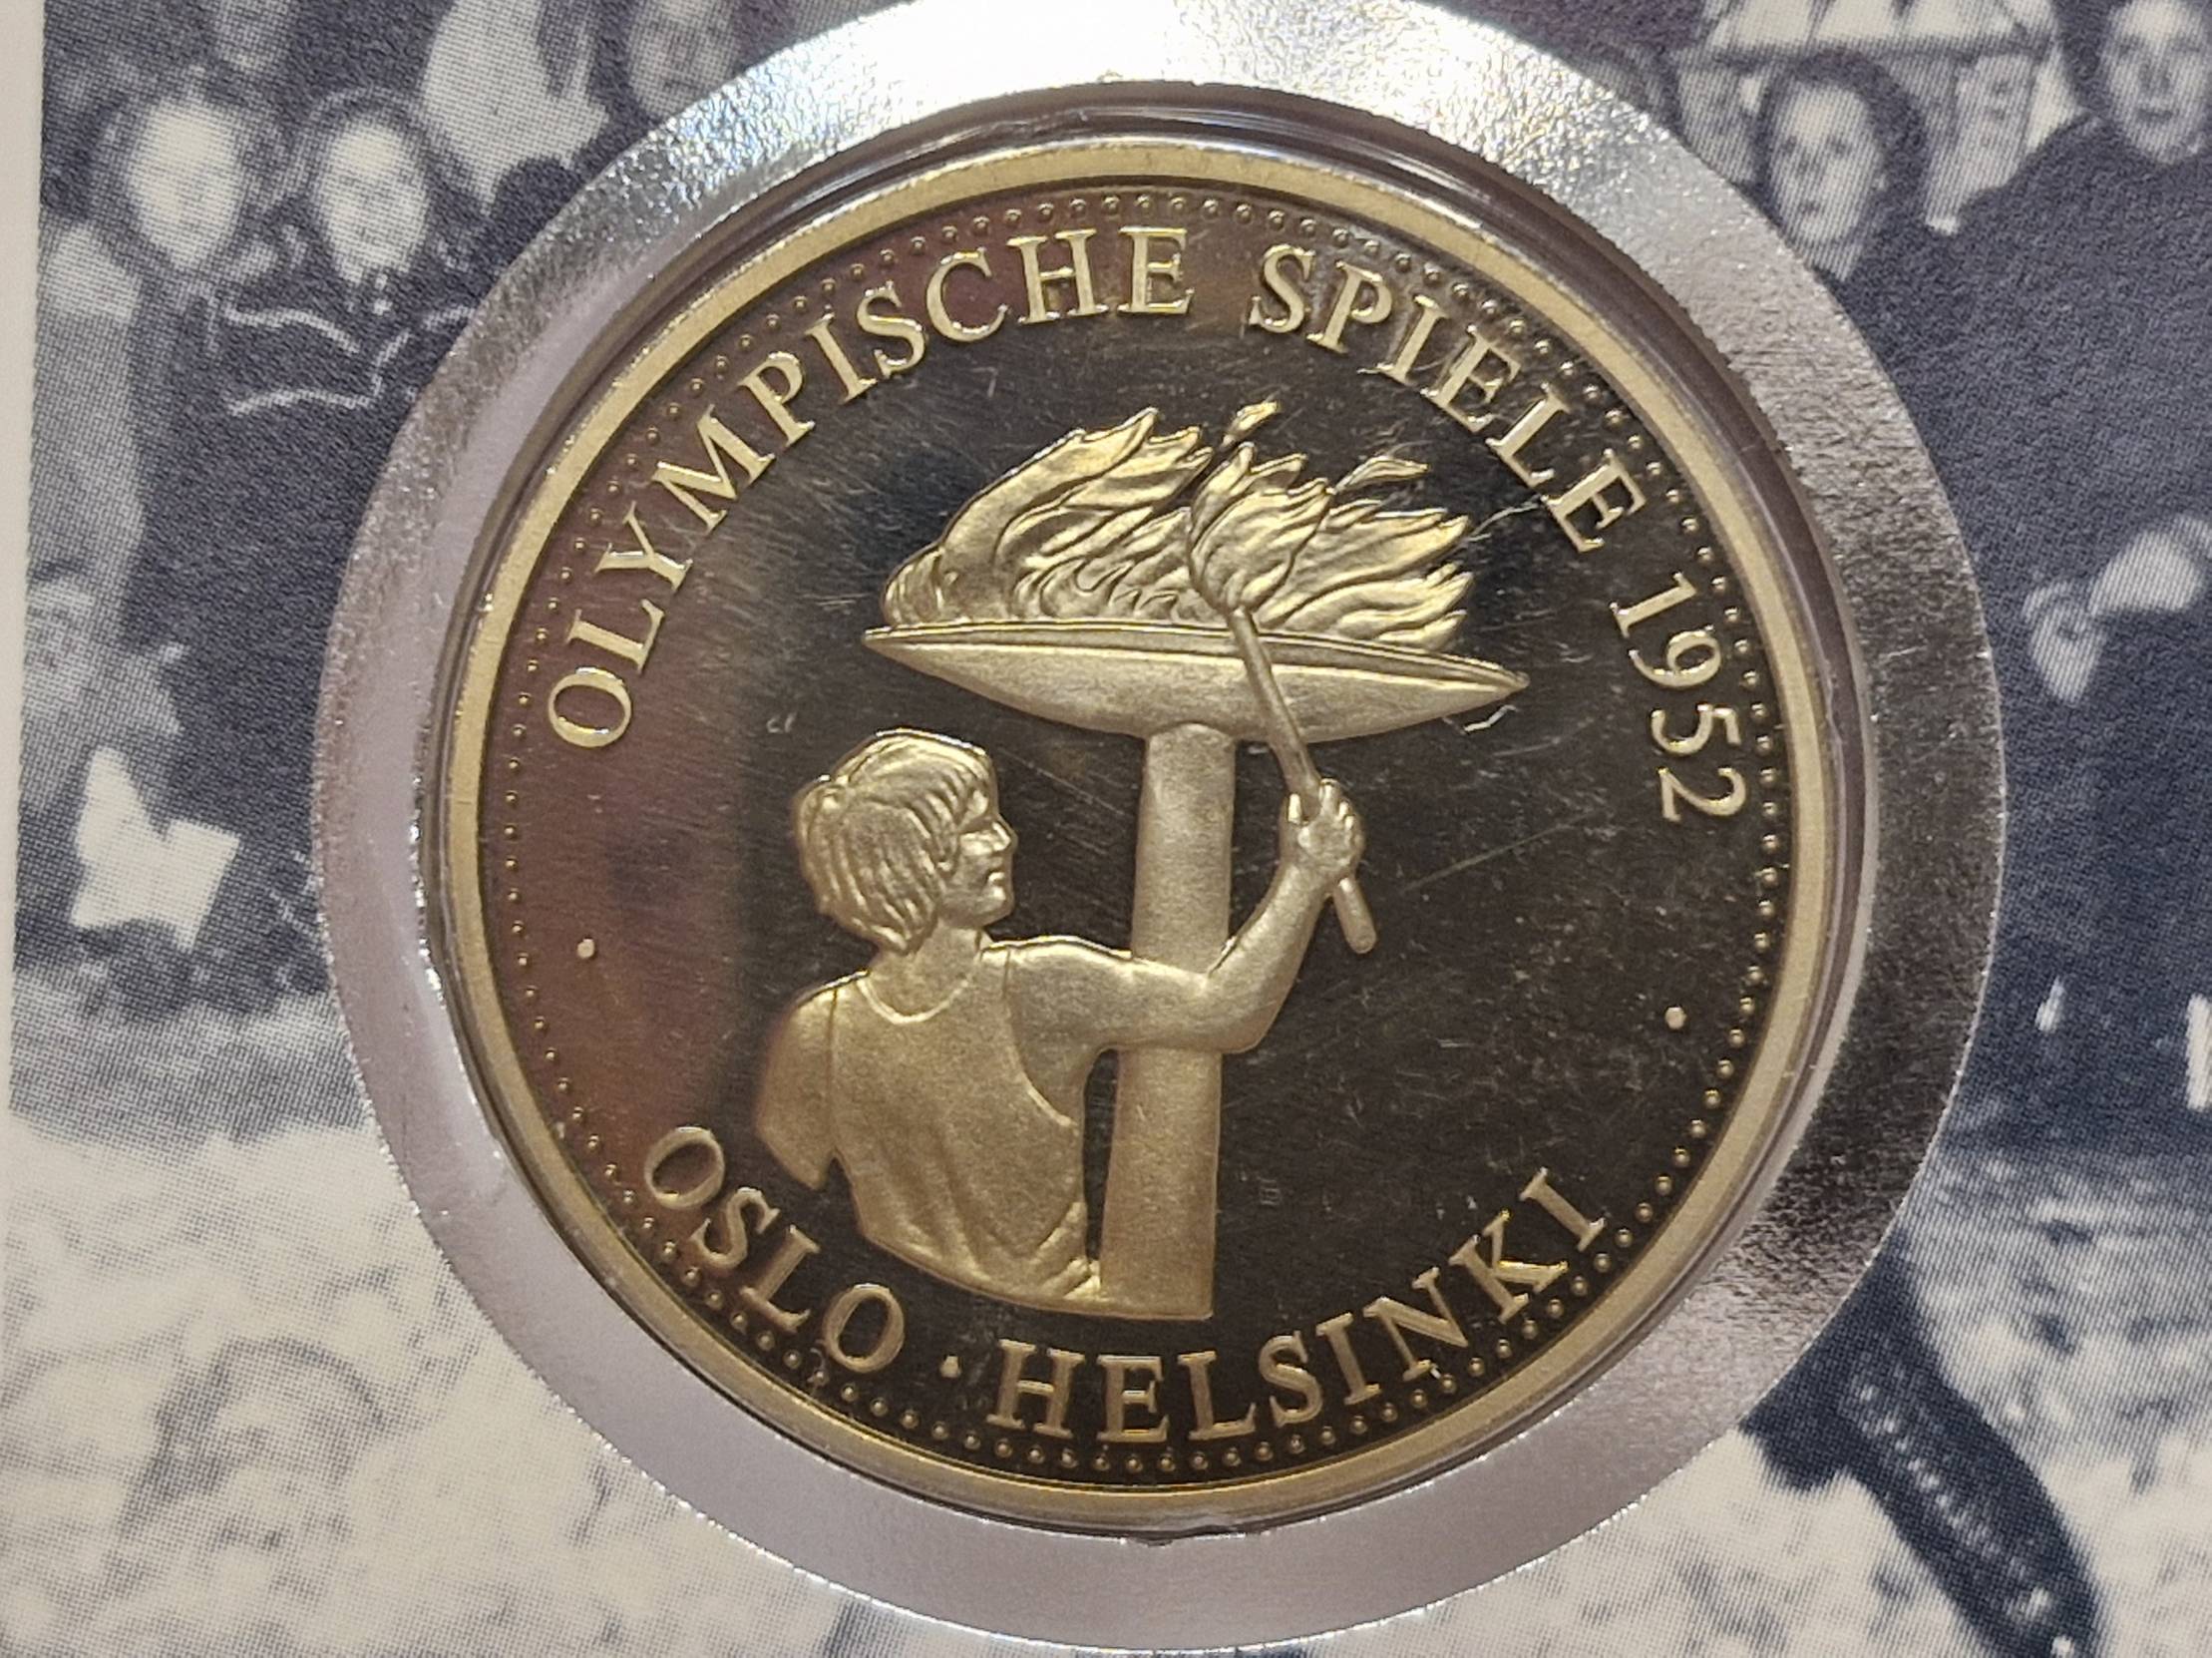 OLYMPISCHE SPIELE 1952
OSLO · HELSINKI